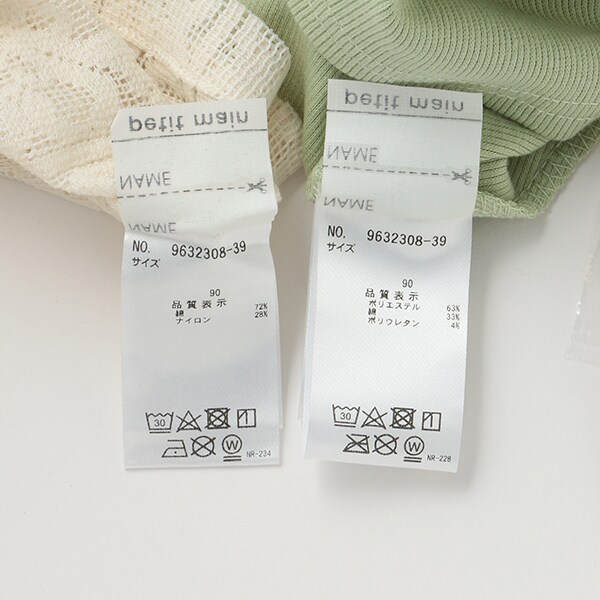 petit main
NAME
NAME
NO. 9632308-39
サイズ
90
品質表示
綿 72%
ナイロン 28%
30
W
NR-234
petit main
NAME
NAME
NO. 9632308-39
サイズ
90
品質表示
ポリエステル 63%
綿 33%
ポリウレタン 4%
30
W
NR-228